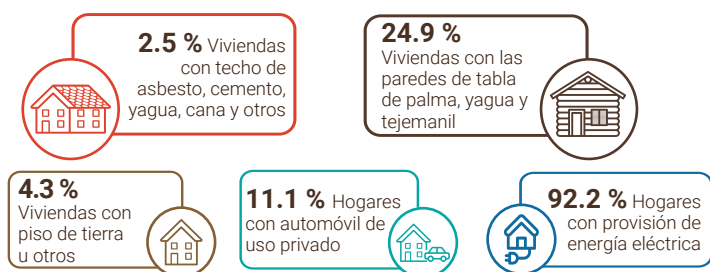 2.5 % Viviendas
con techo de
asbesto, cemento,
yagua, cana y otros
24.9 %
Viviendas con las
paredes de tabla
de palma, yagua y
tejemanil
4.3 %
Viviendas con
piso de tierra
u otros
11.1 % Hogares
con automóvil de
uso privado
92.2 % Hogares
con provisión de
energía eléctrica